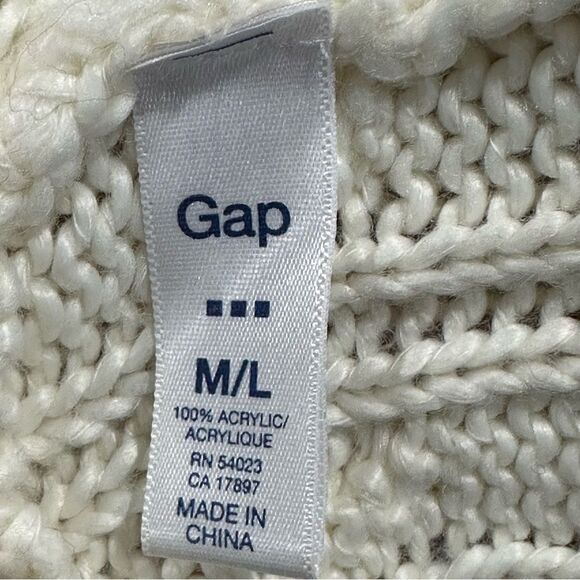 Gap
M/L
100% ACRYLIC/
ACRYLIQUE
RN 54023
CA 17897
MADE IN
CHINA